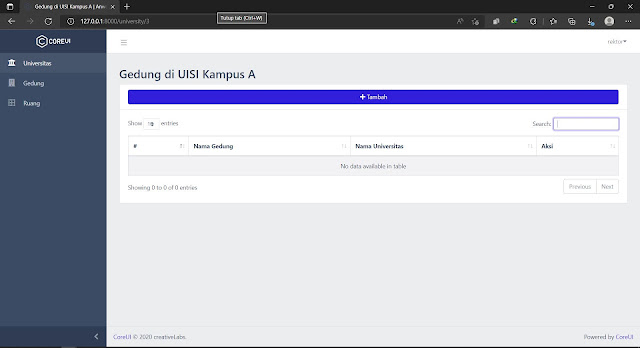 Gedung di UISI Kampus A | Anw
127.0.0.1:8000/university/3
Tutup tab (Ctrl+W)
COREUI
rektor
Universitas
Gedung
Ruang
Gedung di UISI Kampus A
+ Tambah
Show entries
Search:
# Nama Gedung Nama Universitas Aksi
No data available in table
Showing 0 to 0 of 0 entries
Previous Next
CoreUI © 2020 creativeLabs.
Powered by CoreUI